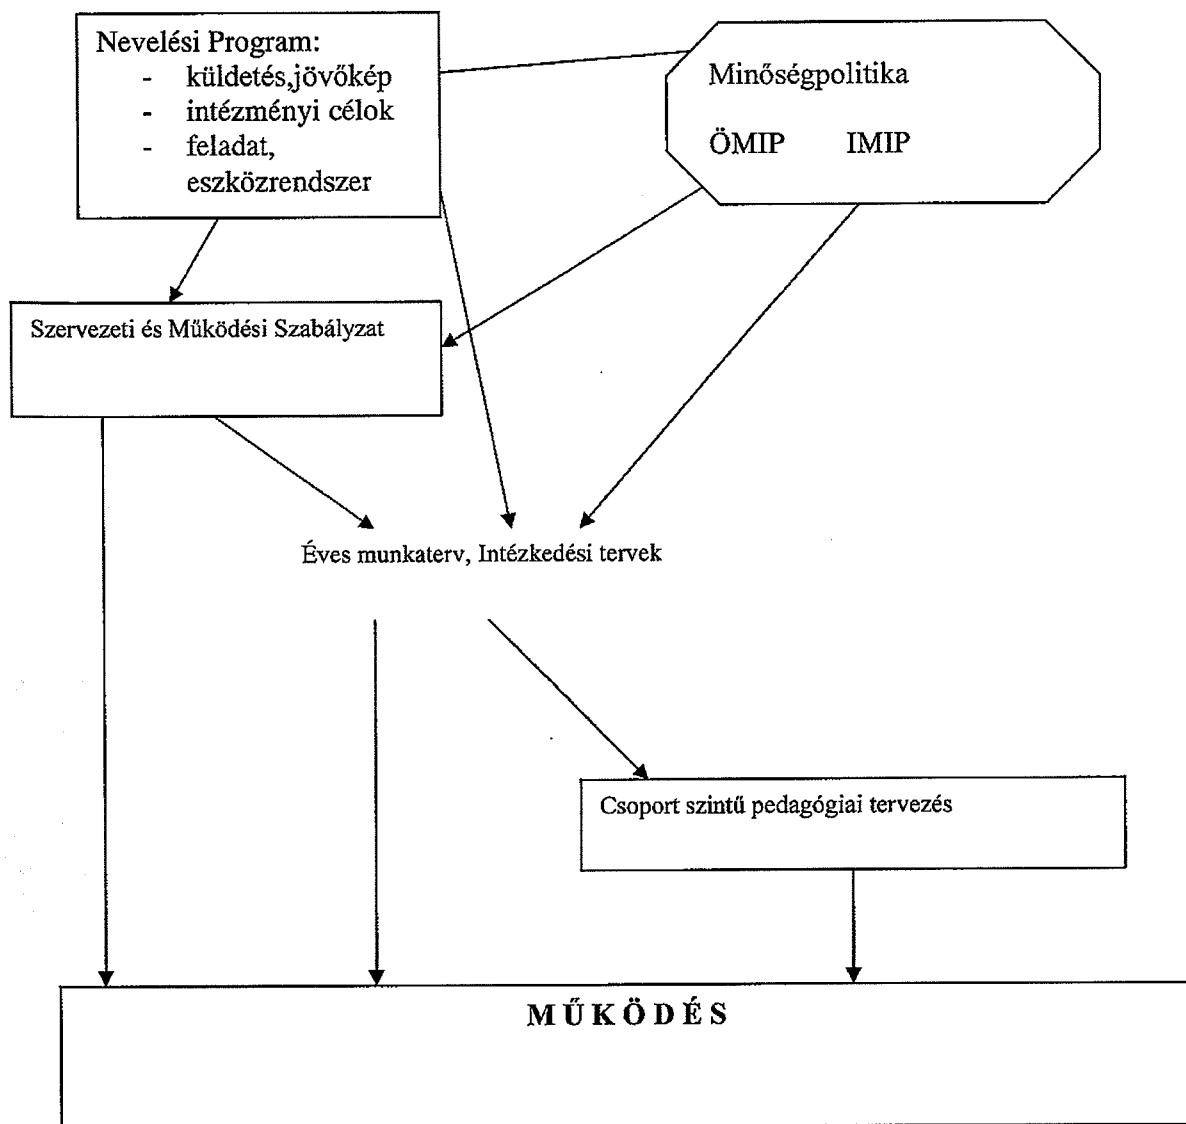 Nevelési Program:
- küldetés,jövőkép
- intézményi célok
- feladat,
eszközrendszer
Minőségpolitika
ÖMIP IMIP
Szervezeti és Működési Szabályzat
Éves munkaterv, Intézkedési tervek
Csoport szintű pedagógiai tervezés
MŰKÖDÉS